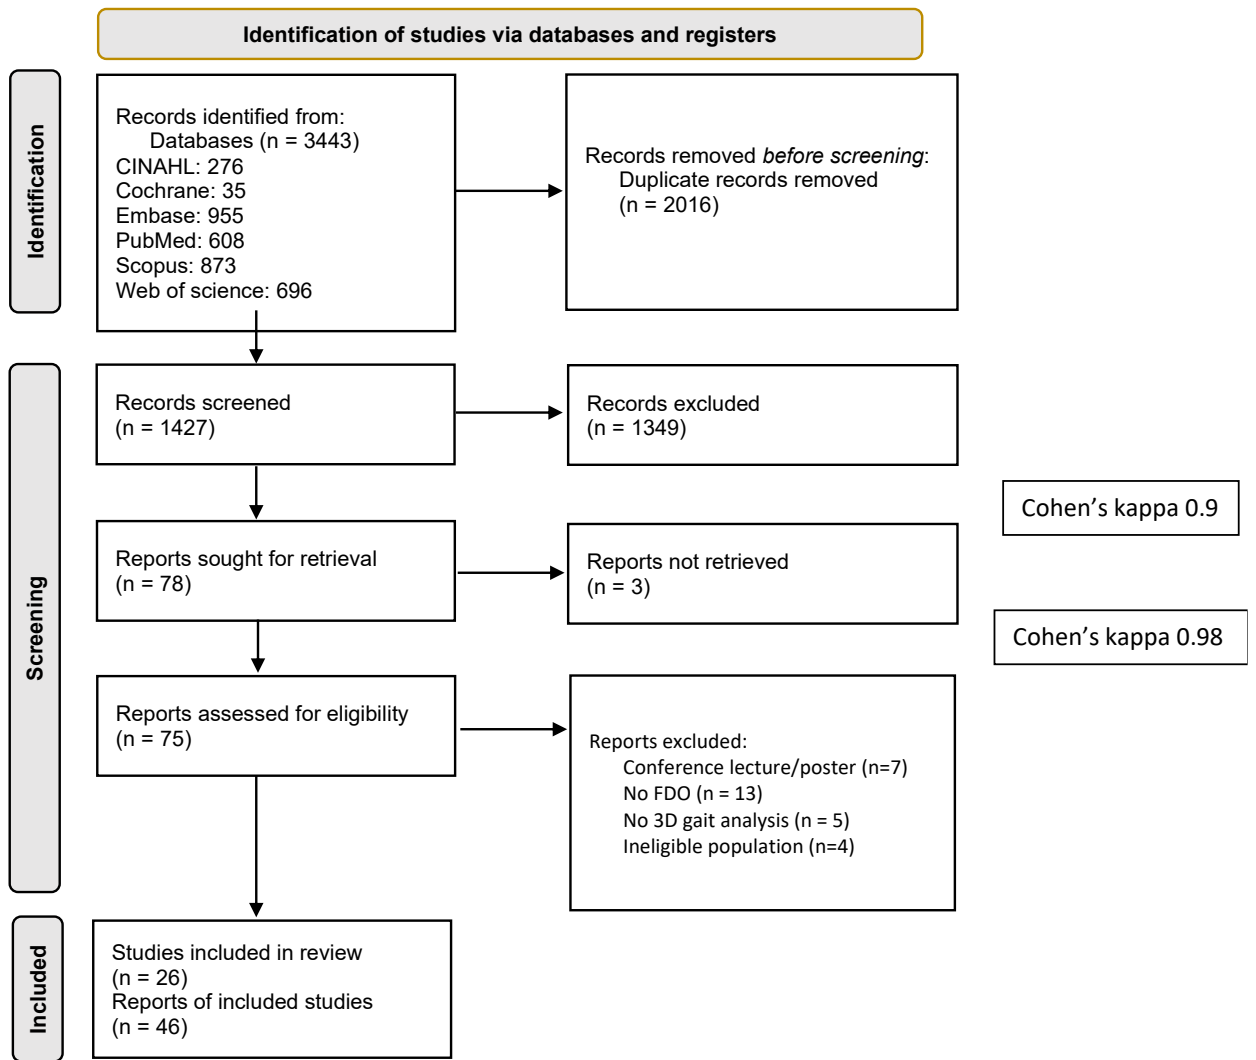 Identification of studies via databases and registers
Identification
Records identified from:
Databases (n = 3443)
CINAHL: 276
Cochrane: 35
Embase: 955
PubMed: 608
Scopus: 873
Web of science: 696
Records removed before screening:
Duplicate records removed
(n = 2016)
Screening
Records screened
(n = 1427)
Records excluded
(n = 1349)
Cohen’s kappa 0.9
Reports sought for retrieval
(n = 78)
Reports not retrieved
(n = 3)
Cohen’s kappa 0.98
Reports assessed for eligibility
(n = 75)
Reports excluded:
Conference lecture/poster (n=7)
No FDO (n = 13)
No 3D gait analysis (n = 5)
Ineligible population (n=4)
Included
Studies included in review
(n = 26)
Reports of included studies
(n = 46)